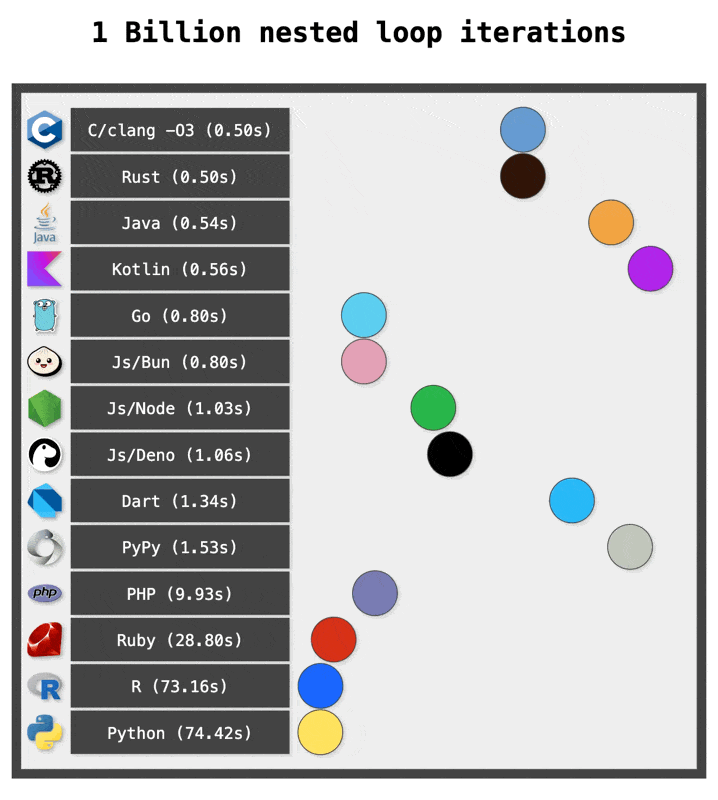 1 Billion nested loop iterations
C/clang -O3 (0.50s)
Rust (0.50s)
Java
Java (0.54s)
Kotlin (0.56s)
Go (0.80s)
Js/Bun (0.80s)
Js/Node (1.03s)
Js/Deno (1.06s)
Dart (1.34s)
PyPy (1.53s)
php
PHP (9.93s)
Ruby (28.80s)
R (73.16s)
Python (74.42s)